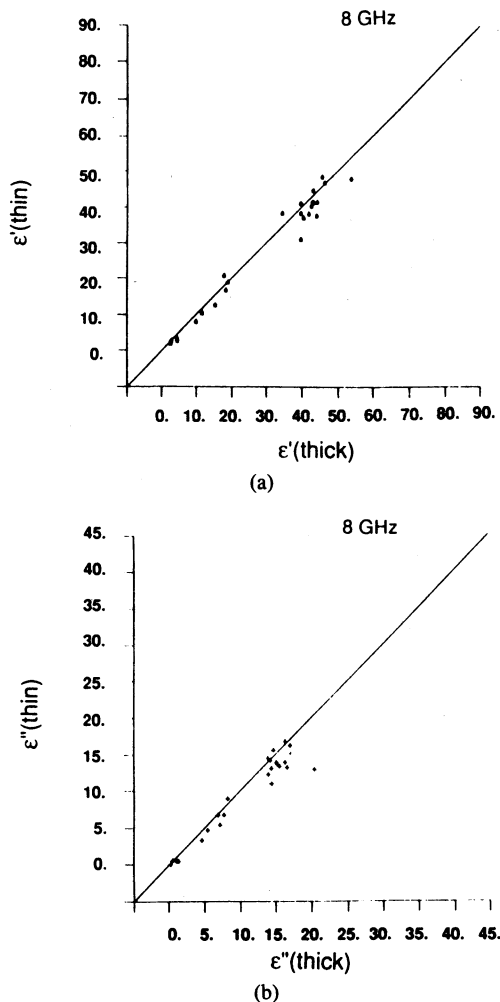 8 GHz
90.
80.
70.
60.
50.
40.
30.
20.
10.
0.
ε'(thin)
0. 10. 20. 30. 40. 50. 60. 70. 80. 90.
ε'(thick)
(a)
8 GHz
45.
40.
35.
30.
25.
20.
15.
10.
5.
0.
ε"(thin)
0. 5. 10. 15. 20. 25. 30. 35. 40. 45.
ε"(thick)
(b)